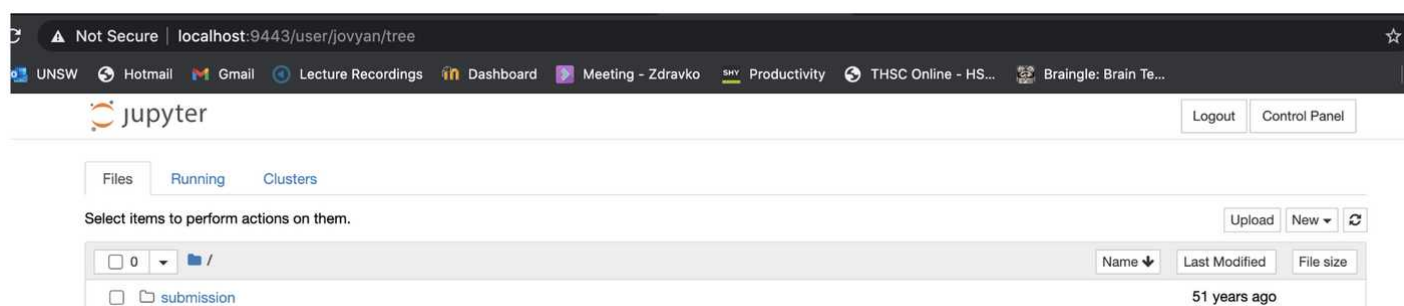 Not Secure | localhost:9443/user/jovyan/tree
UNSW Hotmail Gmail Lecture Recordings Dashboard Meeting - Zdravko SHV Productivity THSC Online - HS... Braingle: Brain Te...
jupyter Logout Control Panel
Files Running Clusters
Select items to perform actions on them. Upload New
0 / Name Last Modified File size
submission 51 years ago